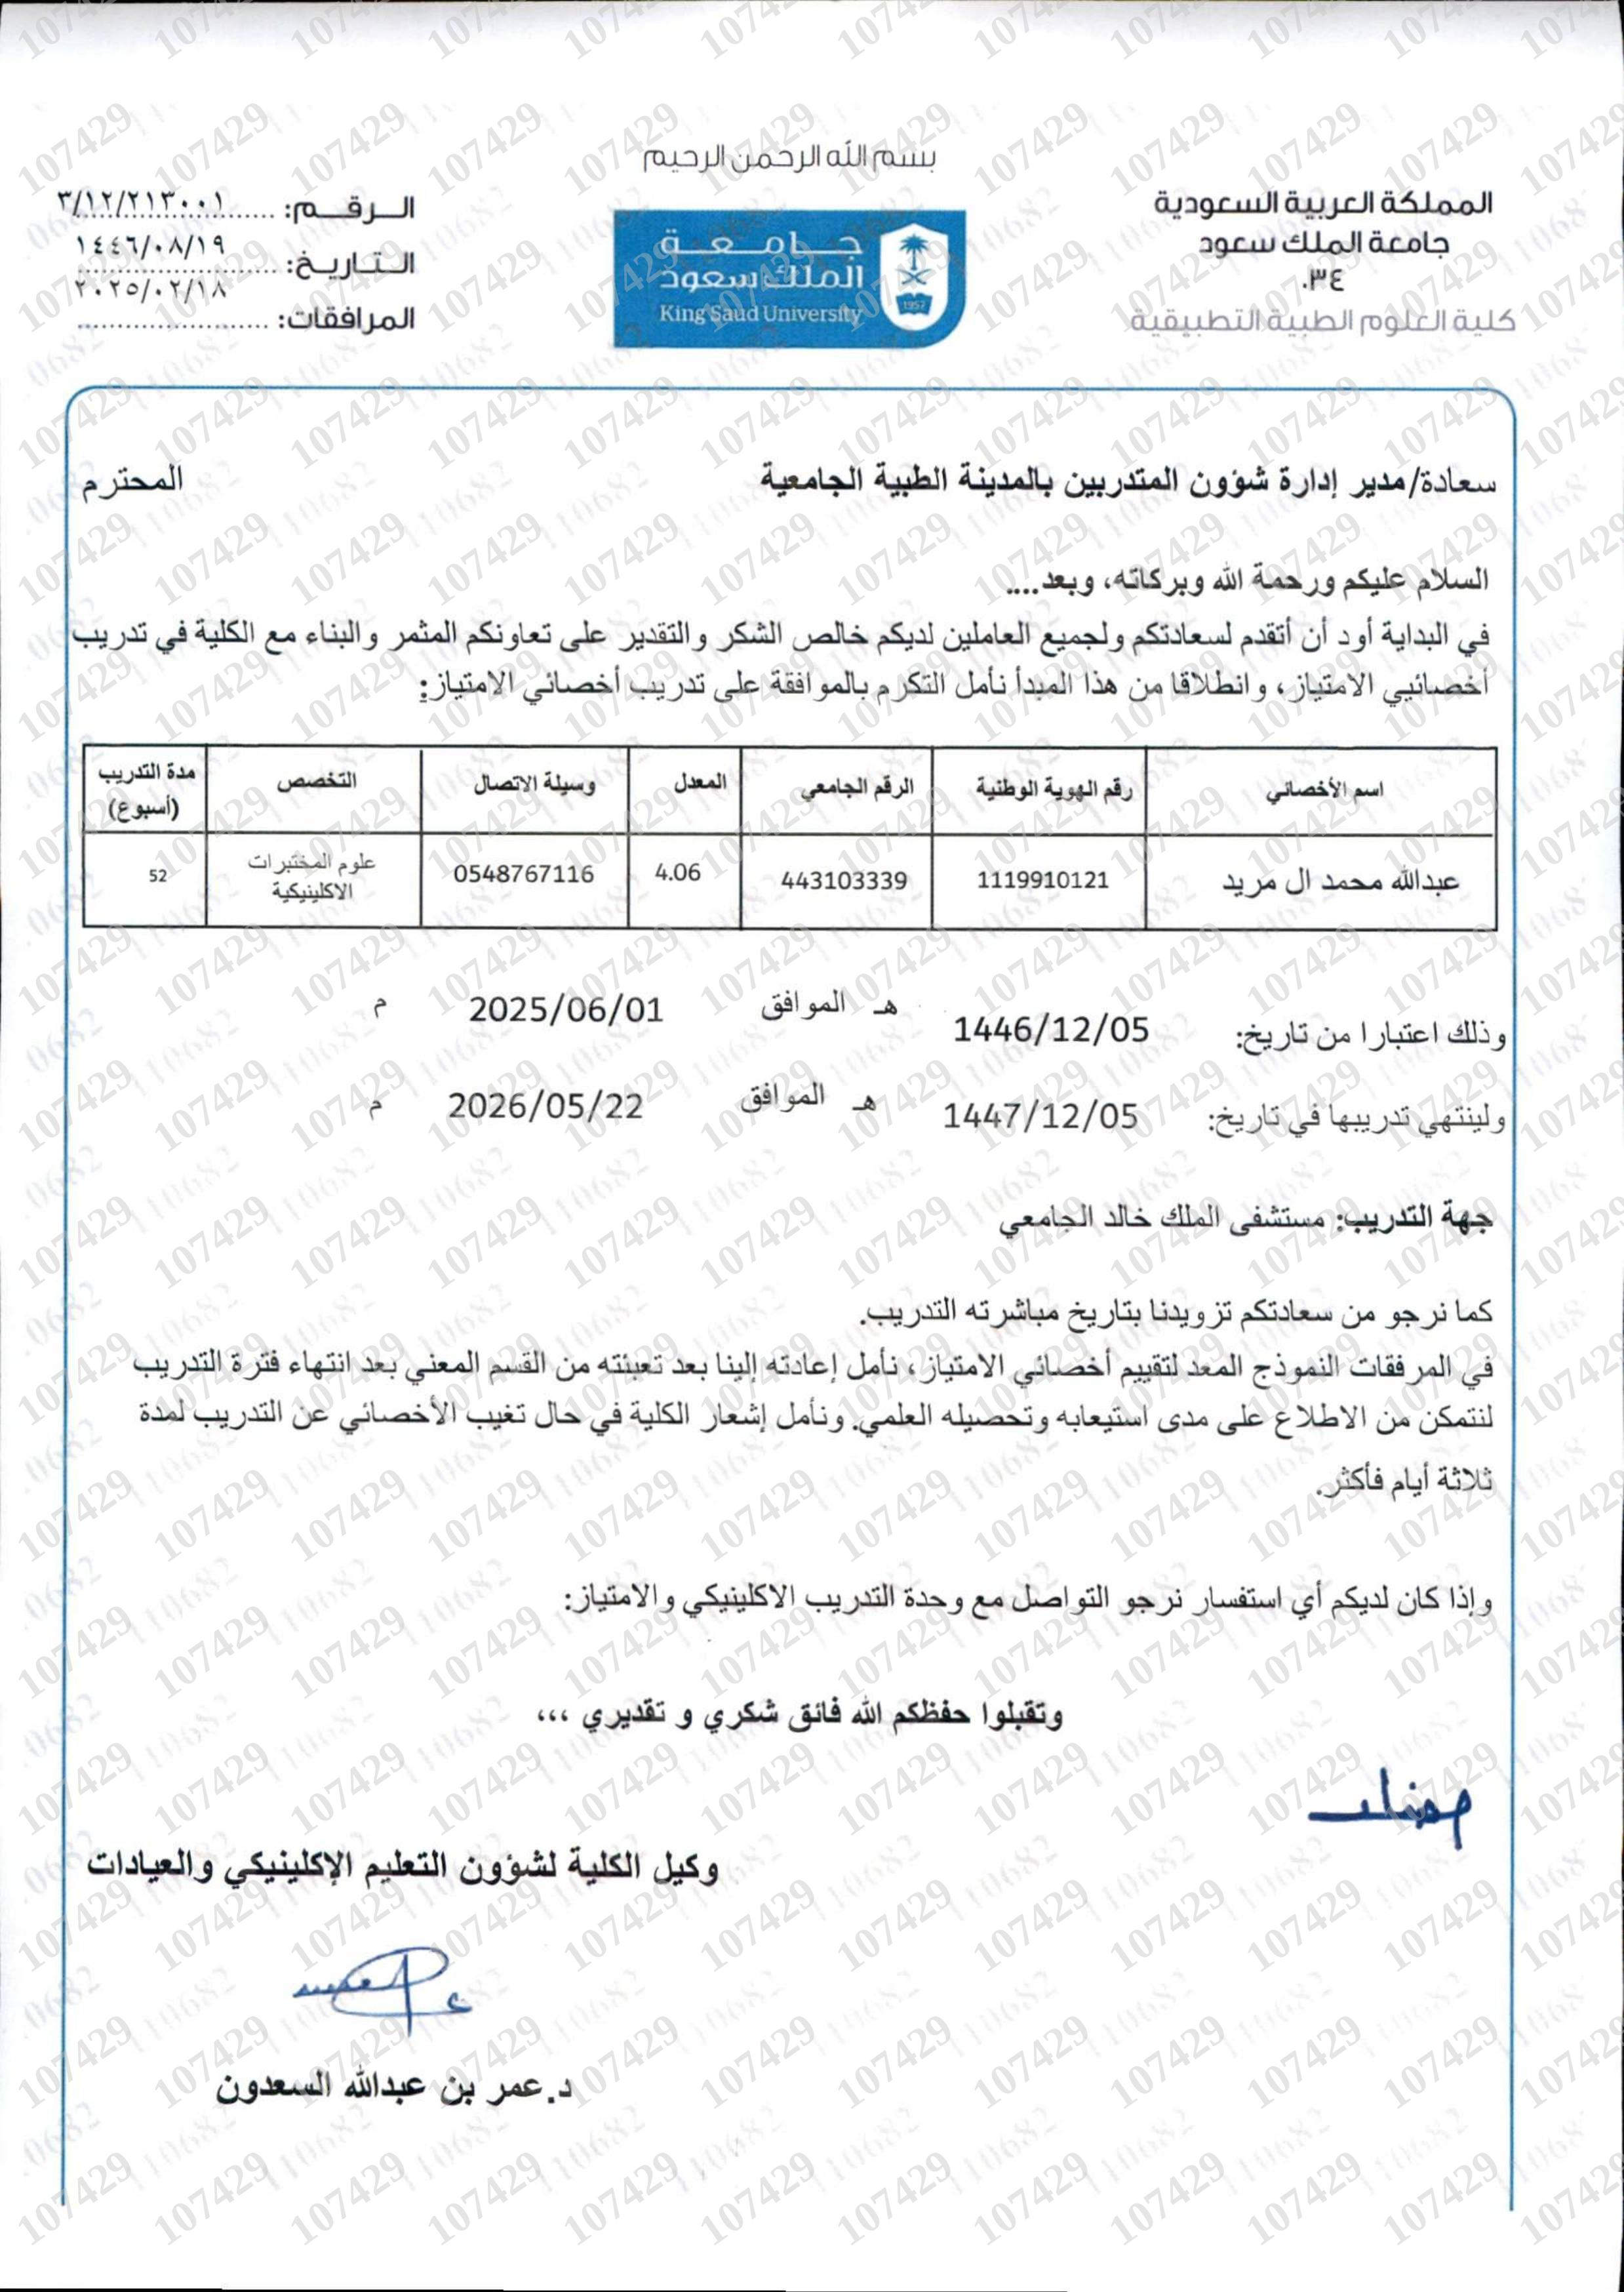 بسم الله الرحمن الرحيم
المملكة العربية السعودية
جامعة الملك سعود
٠٣٤
كلية العلوم الطبية التطبيقية
جامعة
الملك سعود
King Saud University
1957
الرقم: ٣/١٢/٢١٣٠٠١
التاريخ: ١٤٤٦/٠٨/١٩
٢٠٢٥/٠٢/١٨
المرافقات:
سعادة/مدير إدارة شؤون المتدربين بالمدينة الطبية الجامعية المحترم
السلام عليكم ورحمة الله وبركاته، وبعد....
في البداية أود أن أتقدم لسعادتكم ولجميع العاملين لديكم خالص الشكر والتقدير على تعاونكم المثمر والبناء مع الكلية في تدريب
أخصائيي الامتياز، وانطلاقا من هذا المبدأ نأمل التكرم بالموافقة على تدريب أخصائي الامتياز:
اسم الأخصائي رقم الهوية الوطنية الرقم الجامعي المعدل وسيلة الاتصال التخصص مدة التدريب (أسبوع)
عبدالله محمد ال مريد 1119910121 443103339 4.06 0548767116 علوم المختبرات الاكلينيكية 52
وذلك اعتبارا من تاريخ: 1446/12/05 هـ الموافق 2025/06/01 م
ولينتهي تدريبها في تاريخ: 1447/12/05 هـ الموافق 2026/05/22 م
جهة التدريب: مستشفى الملك خالد الجامعي
كما نرجو من سعادتكم تزويدنا بتاريخ مباشرته التدريب.
في المرفقات النموذج المعد لتقييم أخصائي الامتياز، نأمل إعادته إلينا بعد تعبئته من القسم المعني بعد انتهاء فترة التدريب
لنتمكن من الاطلاع على مدى استيعابه وتحصيله العلمي. ونأمل إشعار الكلية في حال تغيب الأخصائي عن التدريب لمدة
ثلاثة أيام فأكثر.
وإذا كان لديكم أي استفسار نرجو التواصل مع وحدة التدريب الاكلينيكي والامتياز:
وتقبلوا حفظكم الله فائق شكري و تقديري ،،،
وكيل الكلية لشؤون التعليم الإكلينيكي والعيادات
د.عمر بن عبدالله السعدون
107429